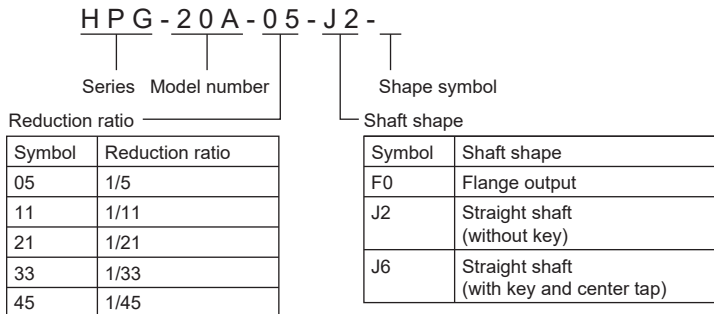 HPG-20A-05-J2-
Series Model number Shape symbol
Reduction ratio
Symbol Reduction ratio
05 1/5
11 1/11
21 1/21
33 1/33
45 1/45
Shaft shape
Symbol Shaft shape
F0 Flange output
J2 Straight shaft
(without key)
J6 Straight shaft
(with key and center tap)